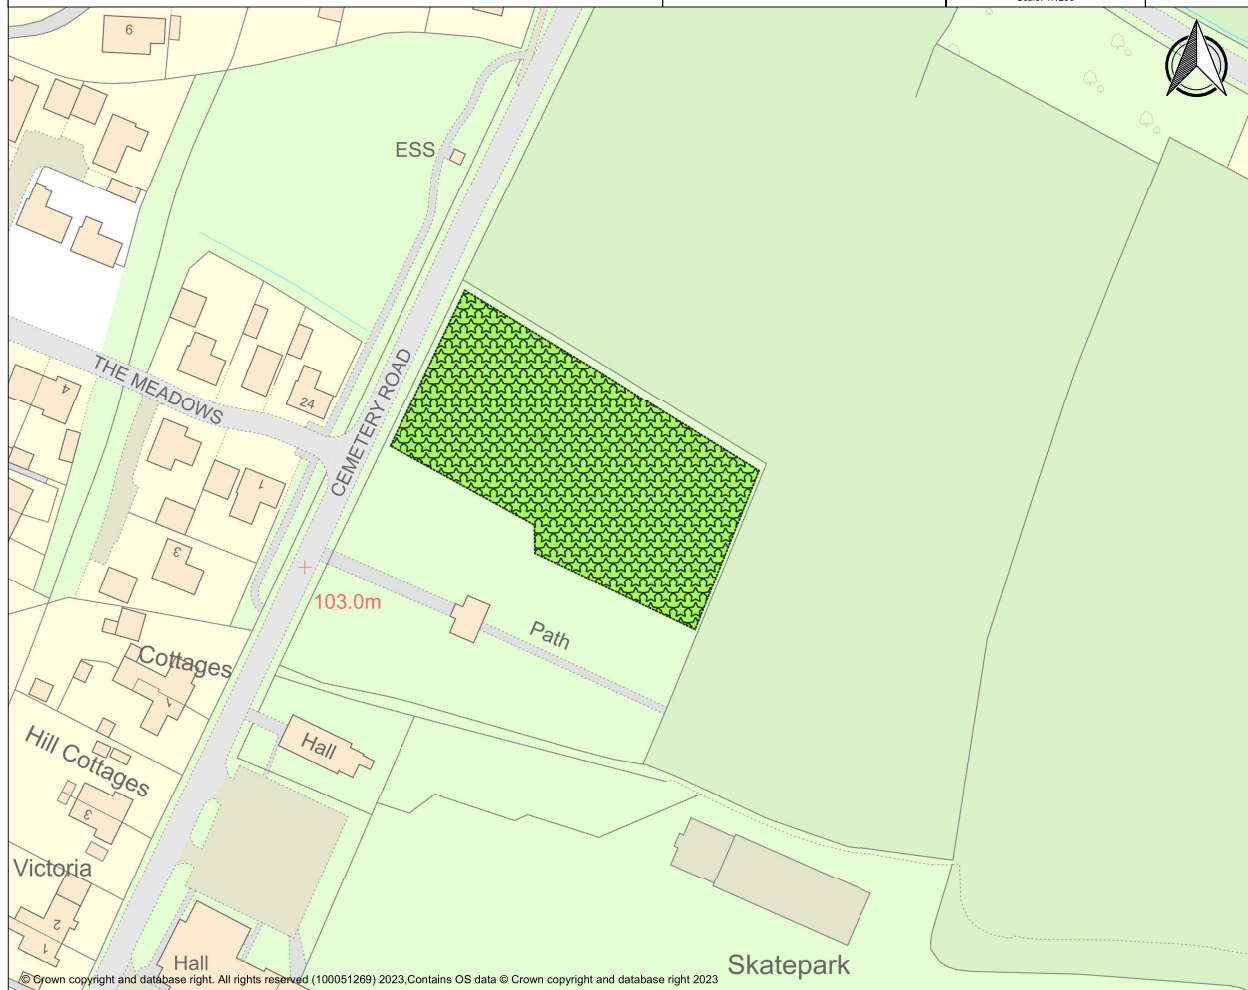 6
ESS
THE MEADOWS
4
24
CEMETERY ROAD
1
3
103.0m
Path
Cottages
1
Hall
Hill Cottages
3
Victoria
2
1
Hall
Skatepark
© Crown copyright and database right. All rights reserved (100051269) 2023,Contains OS data © Crown copyright and database right 2023